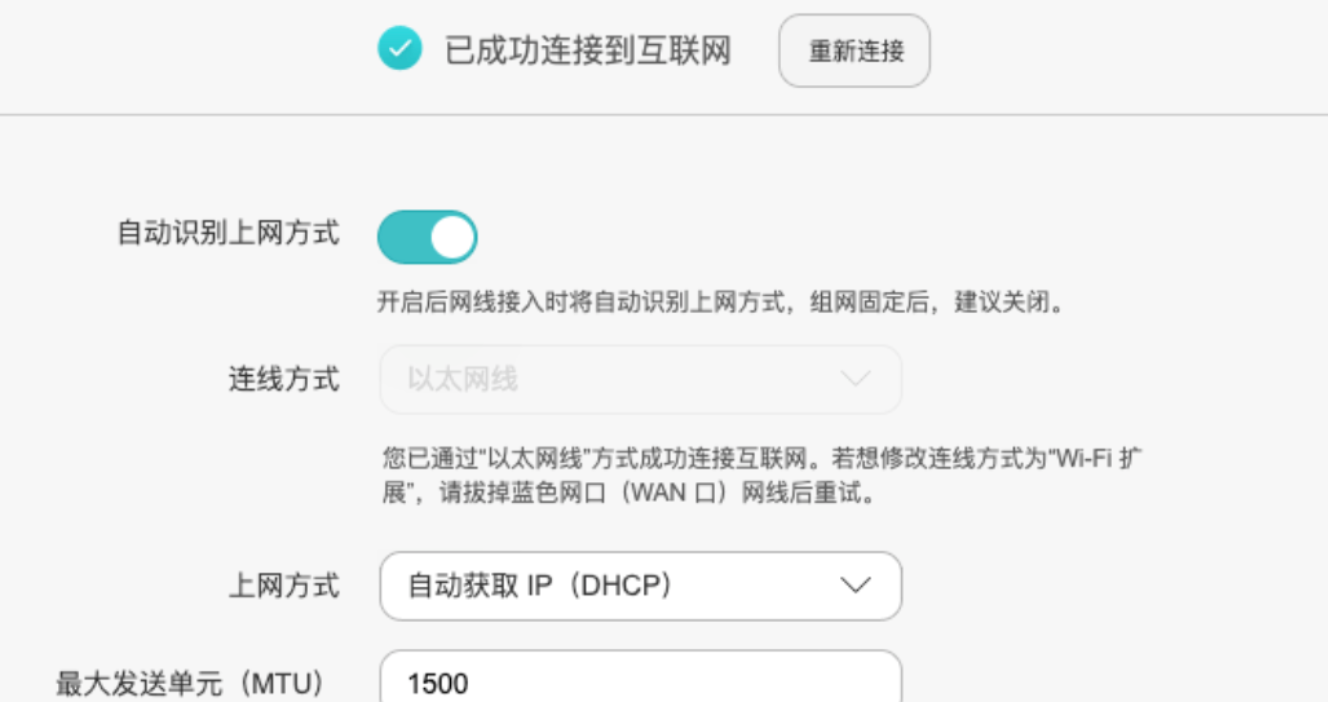 已成功连接到互联网 重新连接
自动识别上网方式
开启后网线接入时将自动识别上网方式，组网固定后，建议关闭。
连线方式 以太网线
您已通过“以太网线”方式成功连接互联网。若想修改连线方式为“Wi-Fi 扩
展”，请拔掉蓝色网口（WAN 口）网线后重试。
上网方式 自动获取 IP（DHCP）
最大发送单元（MTU） 1500